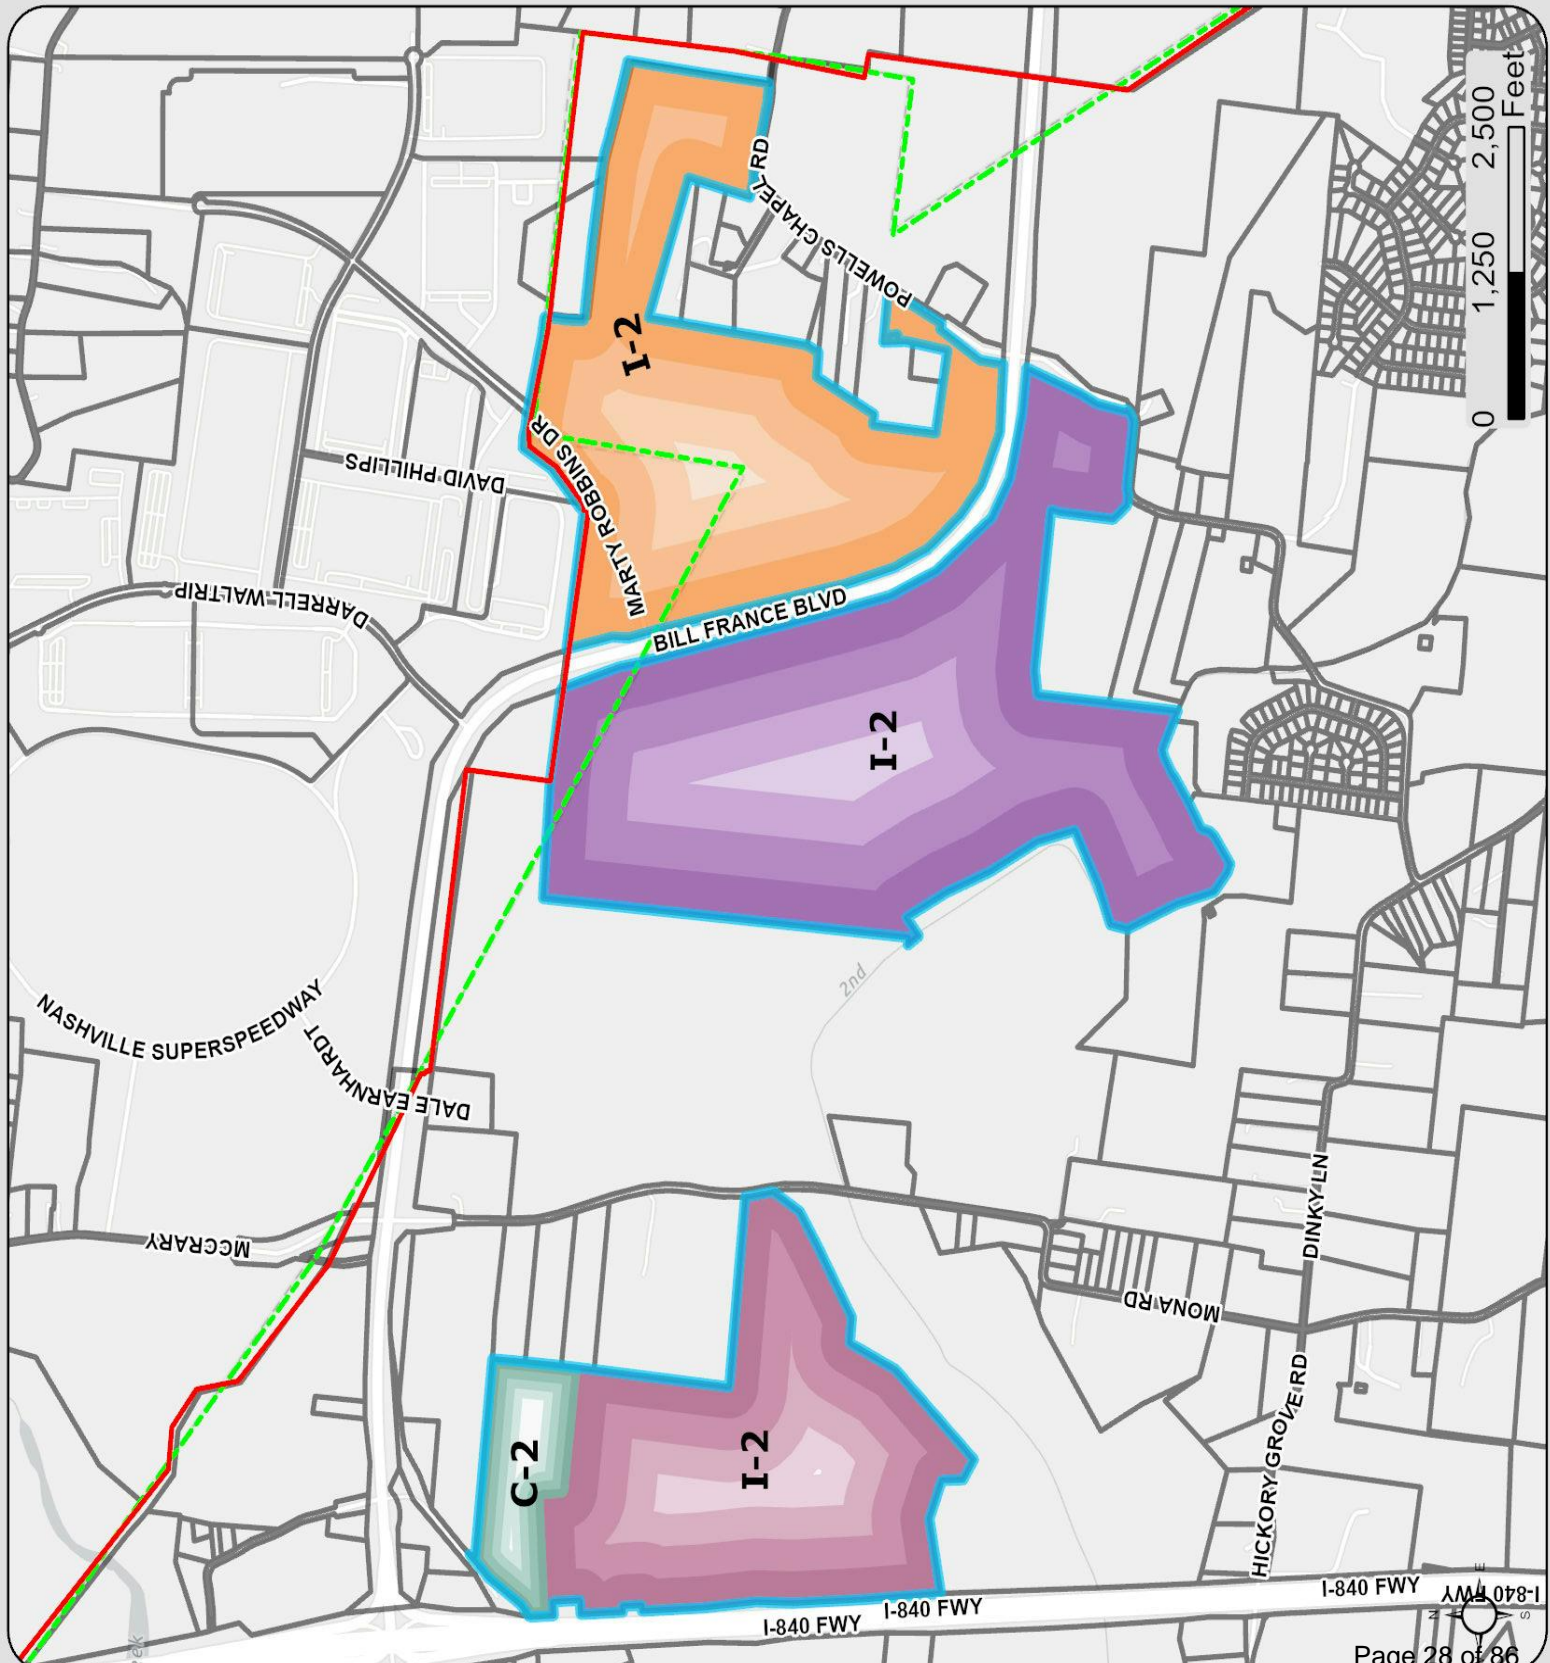 2,500
Feet
1,250
0
POWELLS CHAPEL RD
I-2
MARTY ROBBINS DR
DAVID PHILLIPS
DARRELL WALTRIP
BILL FRANCE BLVD
I-2
NASHVILLE SUPERSPEEDWAY
DALE EARNHARDT
2nd
MCCRARY
DINKY LN
MONA RD
C-2
I-2
HICKORY GROVE RD
I-840 FWY
I-840 FWY
I-840 FWY
I-840 FWY
N
E
S
Page 28 of 86